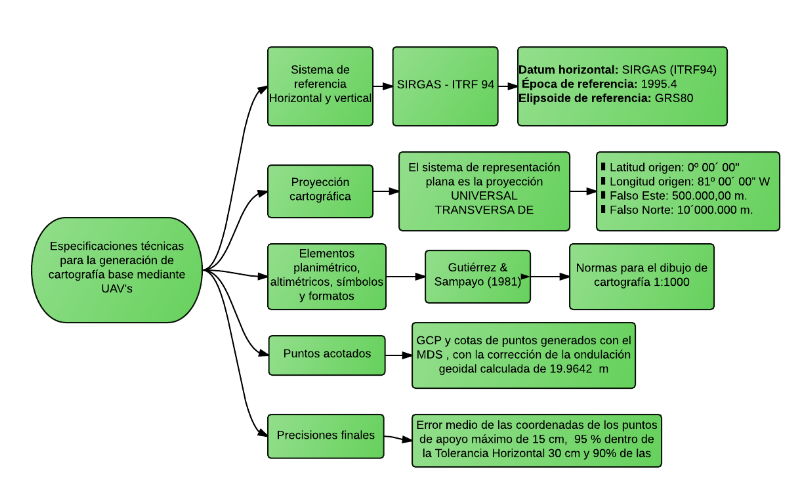 Especificaciones técnicas
para la generación de
cartografía base mediante
UAV's
Sistema de
referencia
Horizontal y vertical
SIRGAS - ITRF 94
Datum horizontal: SIRGAS (ITRF94)
Época de referencia: 1995.4
Elipsoide de referencia: GRS80
Proyección
cartográfica
El sistema de representación
plana es la proyección
UNIVERSAL
TRANSVERSA DE
Latitud origen: 0º 00´ 00"
Longitud origen: 81º 00´ 00" W
Falso Este: 500.000,00 m.
Falso Norte: 10´000.000 m.
Elementos
planimétrico,
altimétricos, símbolos
y formatos
Gutiérrez &
Sampayo (1981)
Normas para el dibujo de
cartografía 1:1000
Puntos acotados
GCP y cotas de puntos generados con el
MDS , con la corrección de la ondulación
geoidal calculada de 19.9642 m
Precisiones finales
Error medio de las coordenadas de los puntos
de apoyo máximo de 15 cm, 95 % dentro de
la Tolerancia Horizontal 30 cm y 90% de las